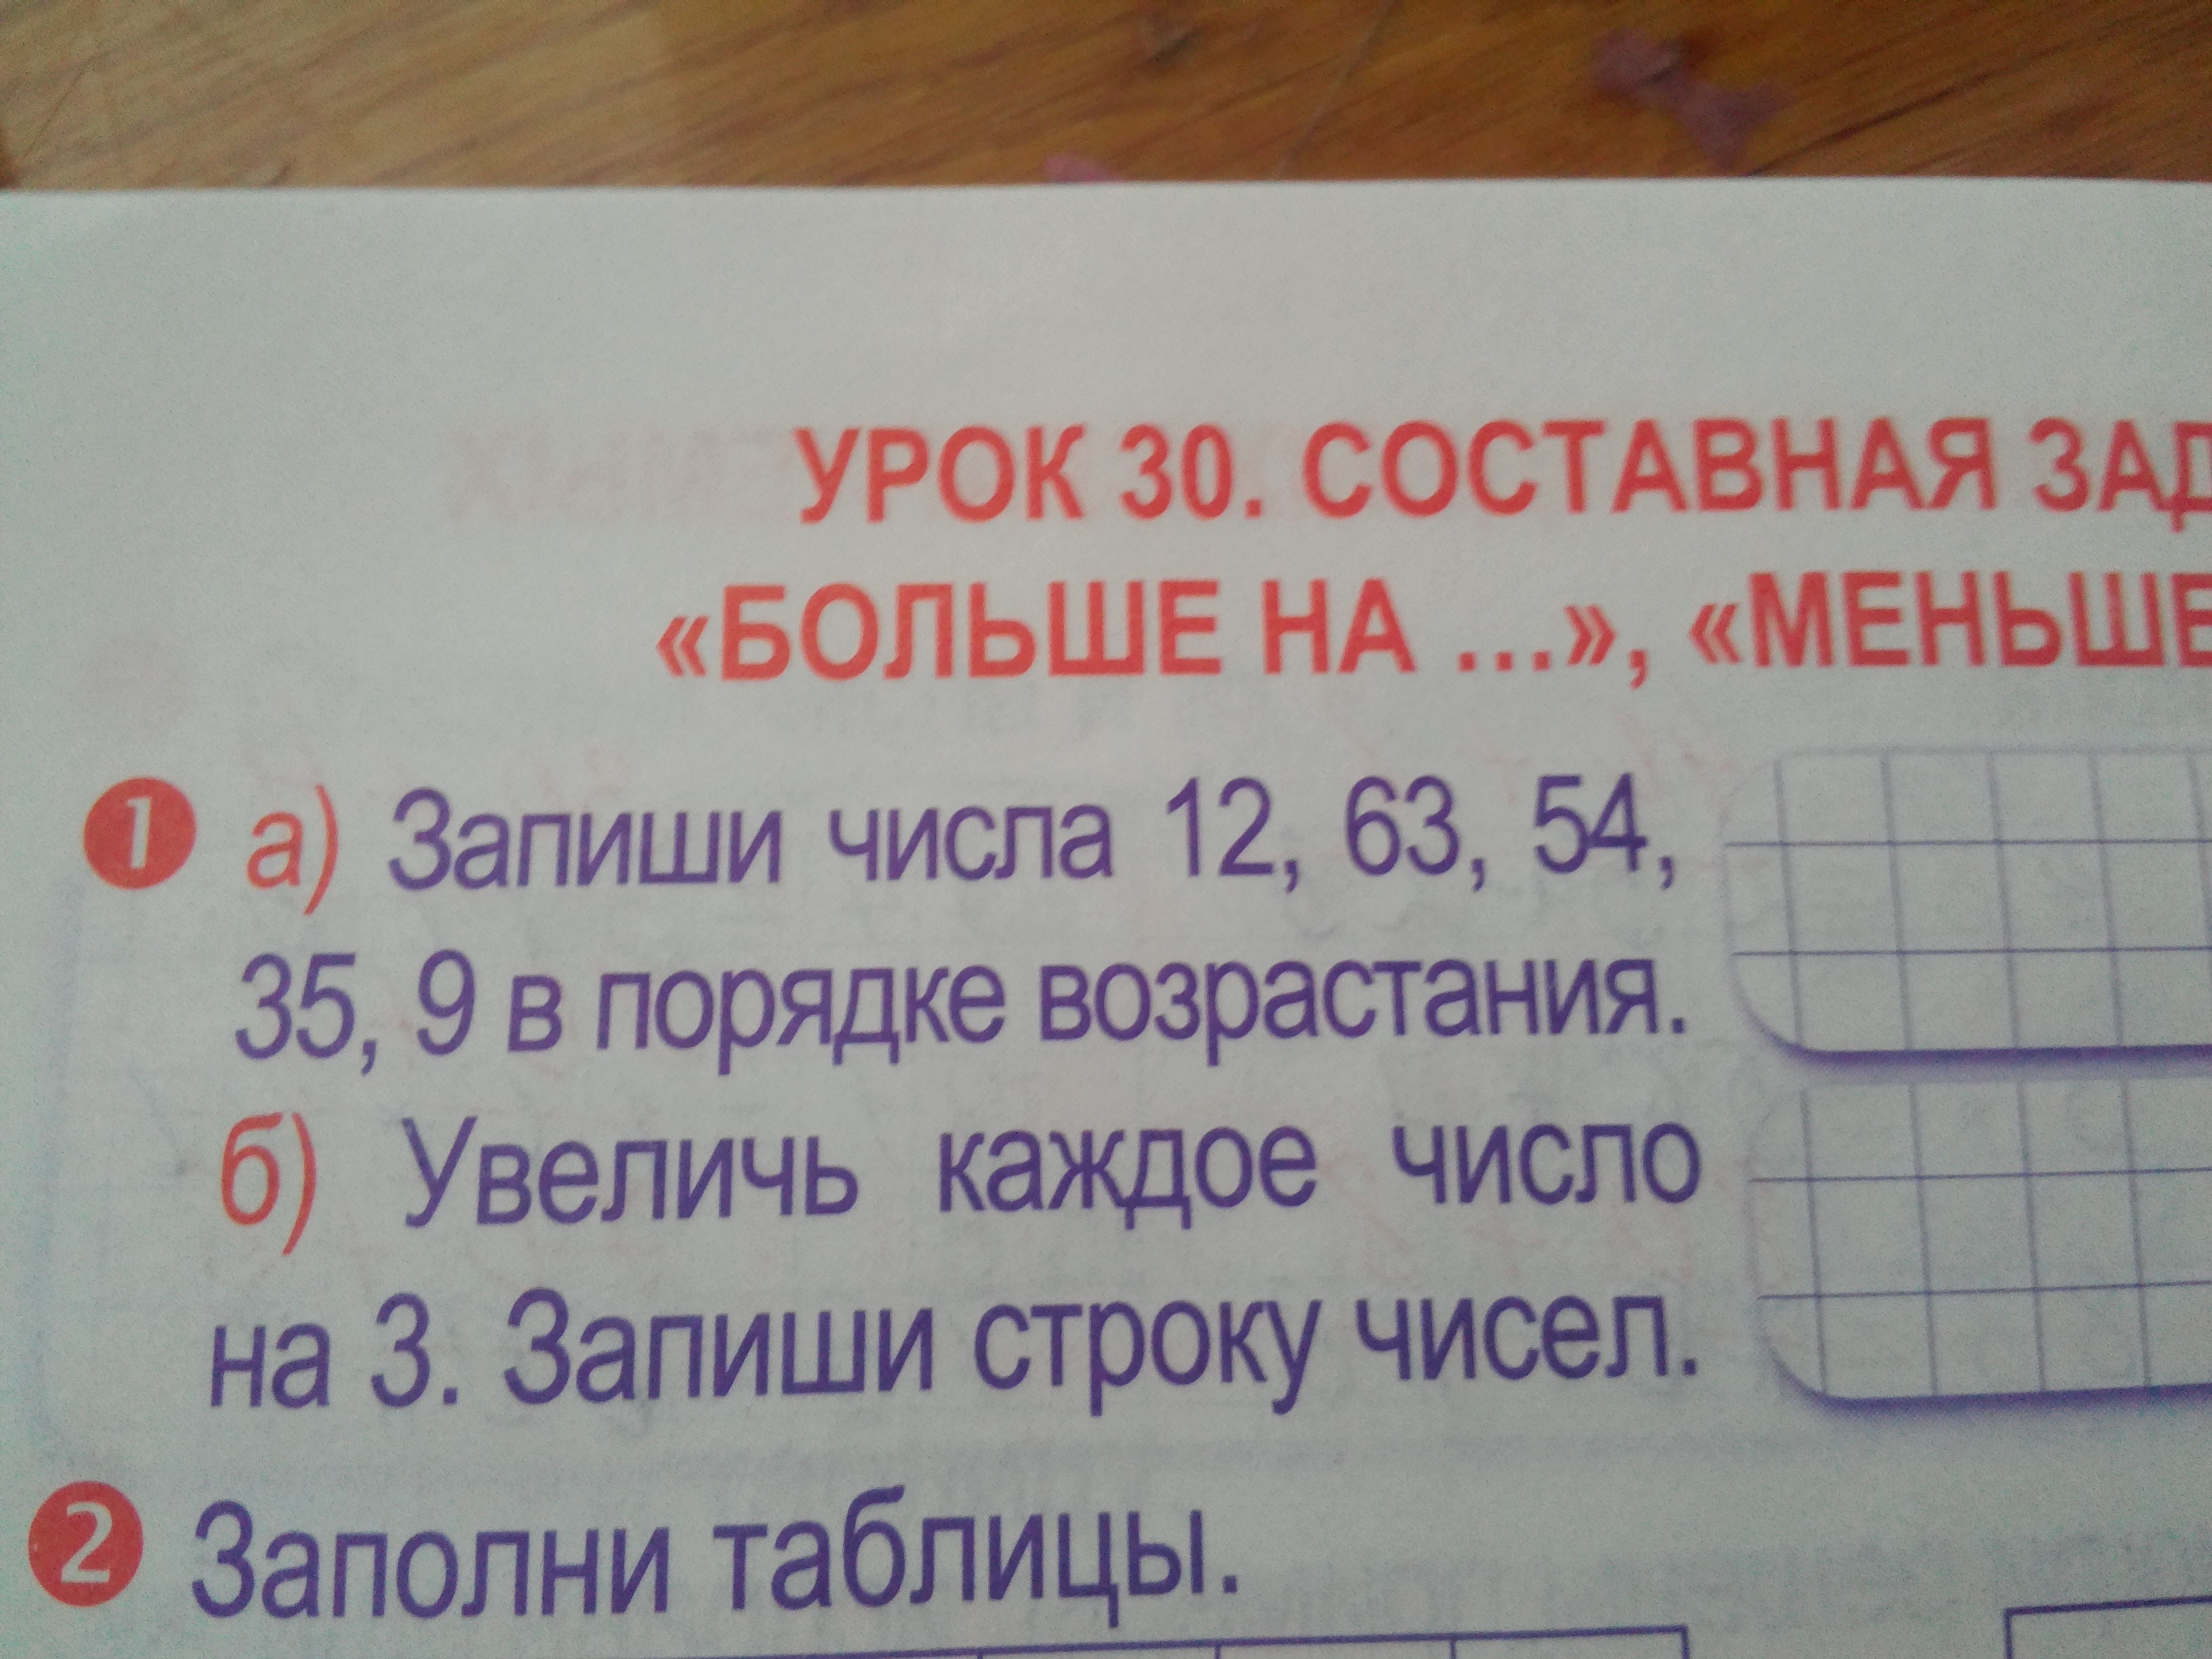 УРОК 30. СОСТАВНАЯ ЗАД
«БОЛЬШЕ НА ...», «МЕНЬШЕ
1 а) Запиши числа 12, 63, 54,
35, 9 в порядке возрастания.
б) Увеличь каждое число
на 3. Запиши строку чисел.
2 Заполни таблицы.